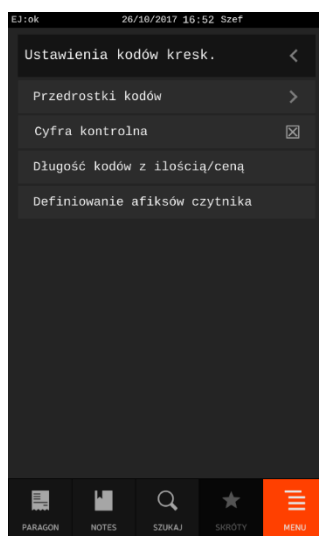 EJ:ok 26/10/2017 16:52 Szef
Ustawienia kodów kresk.
Przedrostki kodów
Cyfra kontrolna
Długość kodów z ilością/ceną
Definiowanie afiksów czytnika
PARAGON NOTES SZUKAJ SKRÓTY MENU